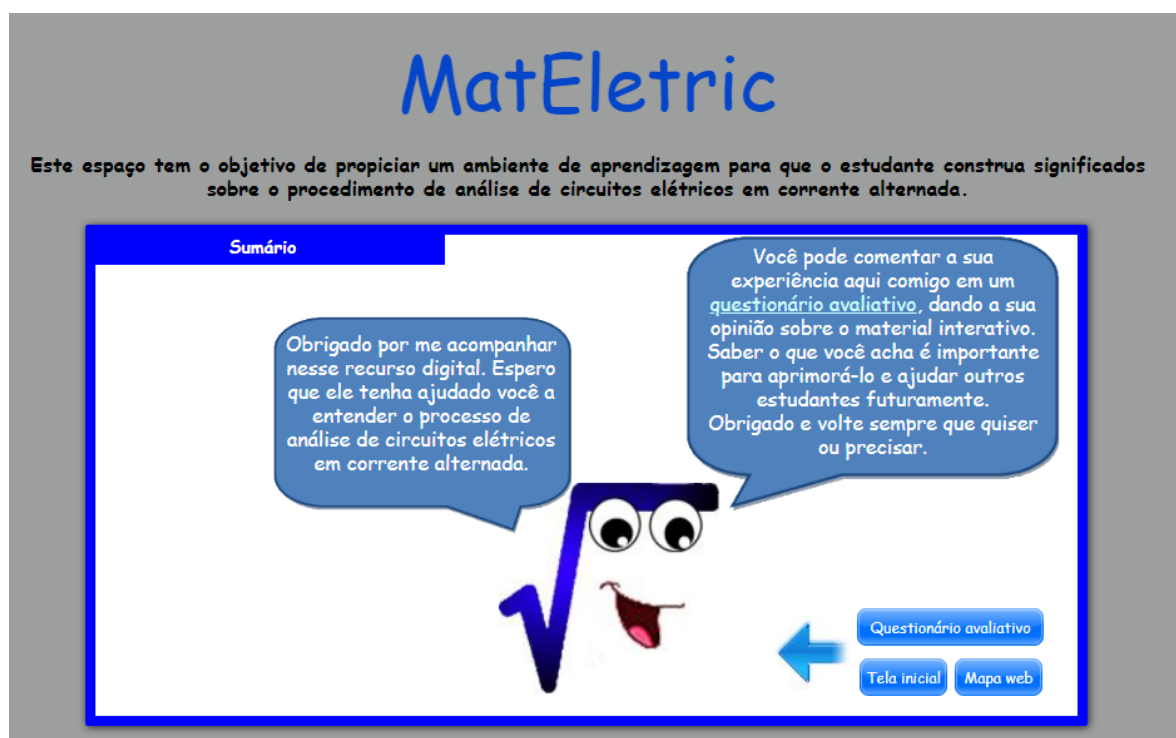 MatEletric
Este espaço tem o objetivo de propiciar um ambiente de aprendizagem para que o estudante construa significados
sobre o procedimento de análise de circuitos elétricos em corrente alternada.
Sumário
Obrigado por me acompanhar
nesse recurso digital. Espero
que ele tenha ajudado você a
entender o processo de
análise de circuitos elétricos
em corrente alternada.
Você pode comentar a sua
experiência aqui comigo em um
questionário avaliativo, dando a sua
opinião sobre o material interativo.
Saber o que você acha é importante
para aprimorá-lo e ajudar outros
estudantes futuramente.
Obrigado e volte sempre que quiser
ou precisar.
Questionário avaliativo
Tela inicial
Mapa web